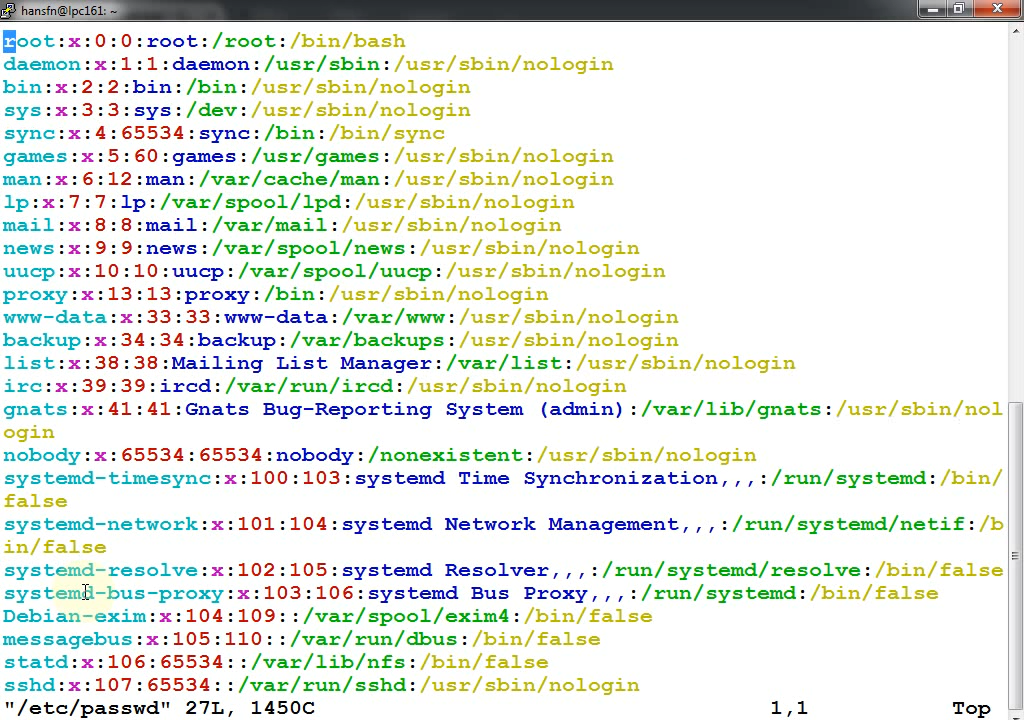 hansfn@lpc161: ~
root:x:0:0:root:/root:/bin/bash
daemon:x:1:1:daemon:/usr/sbin:/usr/sbin/nologin
bin:x:2:2:bin:/bin:/usr/sbin/nologin
sys:x:3:3:sys:/dev:/usr/sbin/nologin
sync:x:4:65534:sync:/bin:/bin/sync
games:x:5:60:games:/usr/games:/usr/sbin/nologin
man:x:6:12:man:/var/cache/man:/usr/sbin/nologin
lp:x:7:7:lp:/var/spool/lpd:/usr/sbin/nologin
mail:x:8:8:mail:/var/mail:/usr/sbin/nologin
news:x:9:9:news:/var/spool/news:/usr/sbin/nologin
uucp:x:10:10:uucp:/var/spool/uucp:/usr/sbin/nologin
proxy:x:13:13:proxy:/bin:/usr/sbin/nologin
www-data:x:33:33:www-data:/var/www:/usr/sbin/nologin
backup:x:34:34:backup:/var/backups:/usr/sbin/nologin
list:x:38:38:Mailing List Manager:/var/list:/usr/sbin/nologin
irc:x:39:39:ircd:/var/run/ircd:/usr/sbin/nologin
gnats:x:41:41:Gnats Bug-Reporting System (admin):/var/lib/gnats:/usr/sbin/nol
ogin
nobody:x:65534:65534:nobody:/nonexistent:/usr/sbin/nologin
systemd-timesync:x:100:103:systemd Time Synchronization,,,:/run/systemd:/bin/
false
systemd-network:x:101:104:systemd Network Management,,,:/run/systemd/netif:/b
in/false
systemd-resolve:x:102:105:systemd Resolver,,,:/run/systemd/resolve:/bin/false
systemd-bus-proxy:x:103:106:systemd Bus Proxy,,,:/run/systemd:/bin/false
Debian-exim:x:104:109::/var/spool/exim4:/bin/false
messagebus:x:105:110::/var/run/dbus:/bin/false
statd:x:106:65534::/var/lib/nfs:/bin/false
sshd:x:107:65534::/var/run/sshd:/usr/sbin/nologin
"/etc/passwd" 27L, 1450C 1,1 Top